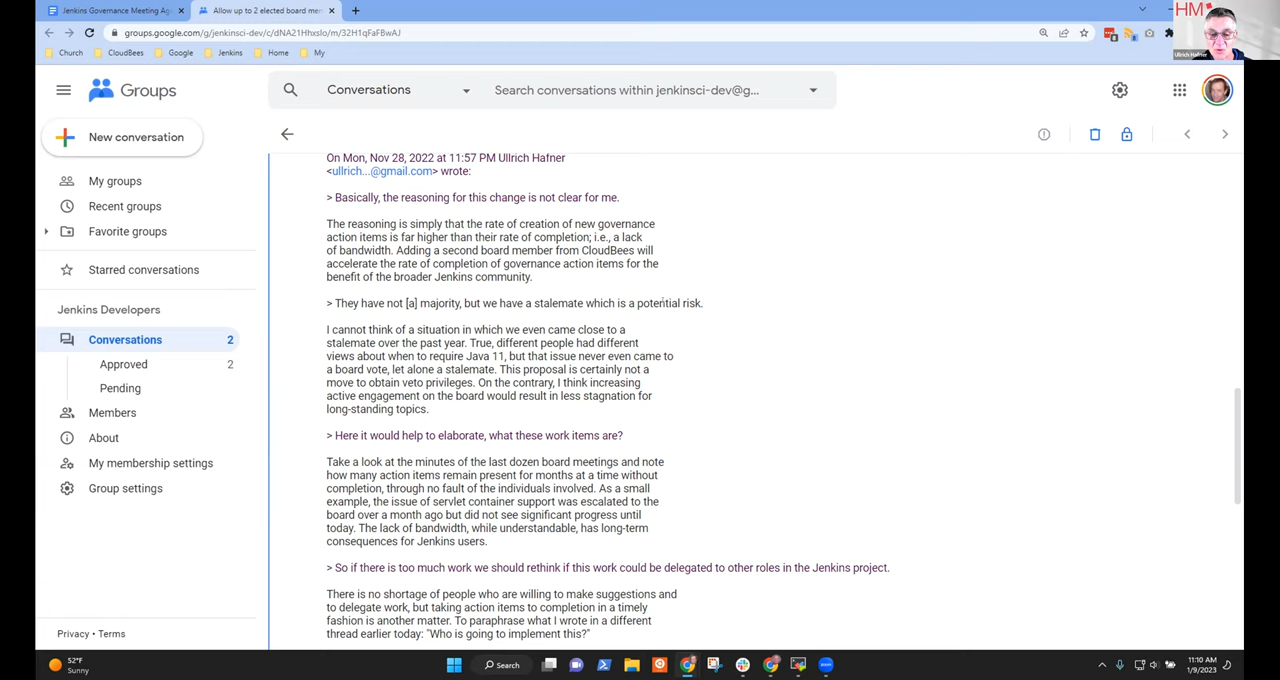 Jenkins Governance Meeting Ag
Allow up to 2 elected board mem
HM
groups.google.com/g/jenkinsci-dev/c/dNA21Hhxslo/m/32H1qFaFBwAJ
Church
CloudBees
Google
Jenkins
Home
My
Ullrich Hafner
Groups
Conversations
Search conversations within jenkinsci-dev@g...
New conversation
My groups
Recent groups
Favorite groups
Starred conversations
Jenkins Developers
Conversations 2
Approved 2
Pending
Members
About
My membership settings
Group settings
Privacy • Terms
On Mon, Nov 28, 2022 at 11:57 PM Ullrich Hafner
<ullrich...@gmail.com> wrote:
> Basically, the reasoning for this change is not clear for me.
The reasoning is simply that the rate of creation of new governance
action items is far higher than their rate of completion; i.e., a lack
of bandwidth. Adding a second board member from CloudBees will
accelerate the rate of completion of governance action items for the
benefit of the broader Jenkins community.
> They have not [a] majority, but we have a stalemate which is a potential risk.
I cannot think of a situation in which we even came close to a
stalemate over the past year. True, different people had different
views about when to require Java 11, but that issue never even came to
a board vote, let alone a stalemate. This proposal is certainly not a
move to obtain veto privileges. On the contrary, I think increasing
active engagement on the board would result in less stagnation for
long-standing topics.
> Here it would help to elaborate, what these work items are?
Take a look at the minutes of the last dozen board meetings and note
how many action items remain present for months at a time without
completion, through no fault of the individuals involved. As a small
example, the issue of servlet container support was escalated to the
board over a month ago but did not see significant progress until
today. The lack of bandwidth, while understandable, has long-term
consequences for Jenkins users.
> So if there is too much work we should rethink if this work could be delegated to other roles in the Jenkins project.
There is no shortage of people who are willing to make suggestions and
to delegate work, but taking action items to completion in a timely
fashion is another matter. To paraphrase what I wrote in a different
thread earlier today: "Who is going to implement this?"
52°F
Sunny
Search
11:10 AM
1/9/2023